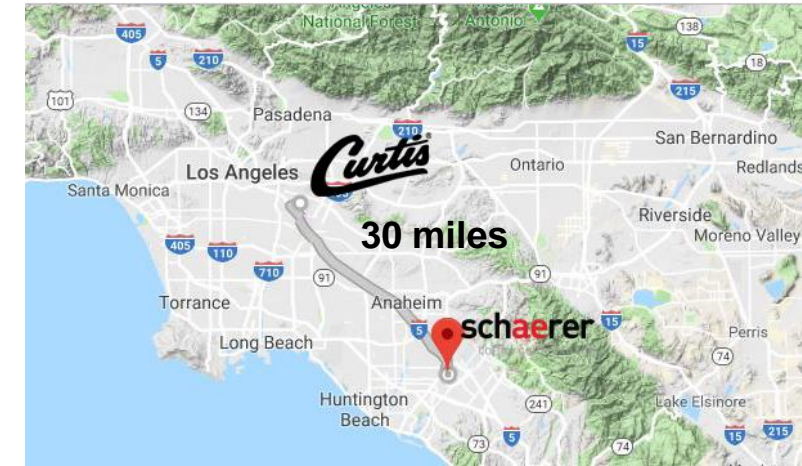 National Forest
Antonio
405
5
210
15
138
18
215
101
134
Pasadena
210
San Bernardino
Curtis
Los Angeles
Ontario
Redlands
Santa Monica
30 miles
Riverside
Moreno Valley
405
110
710
91
91
Torrance
Anaheim
5
schaerer
15
Perris
Long Beach
74
Huntington
Beach
241
Lake Elsinore
73
5
74
15
215